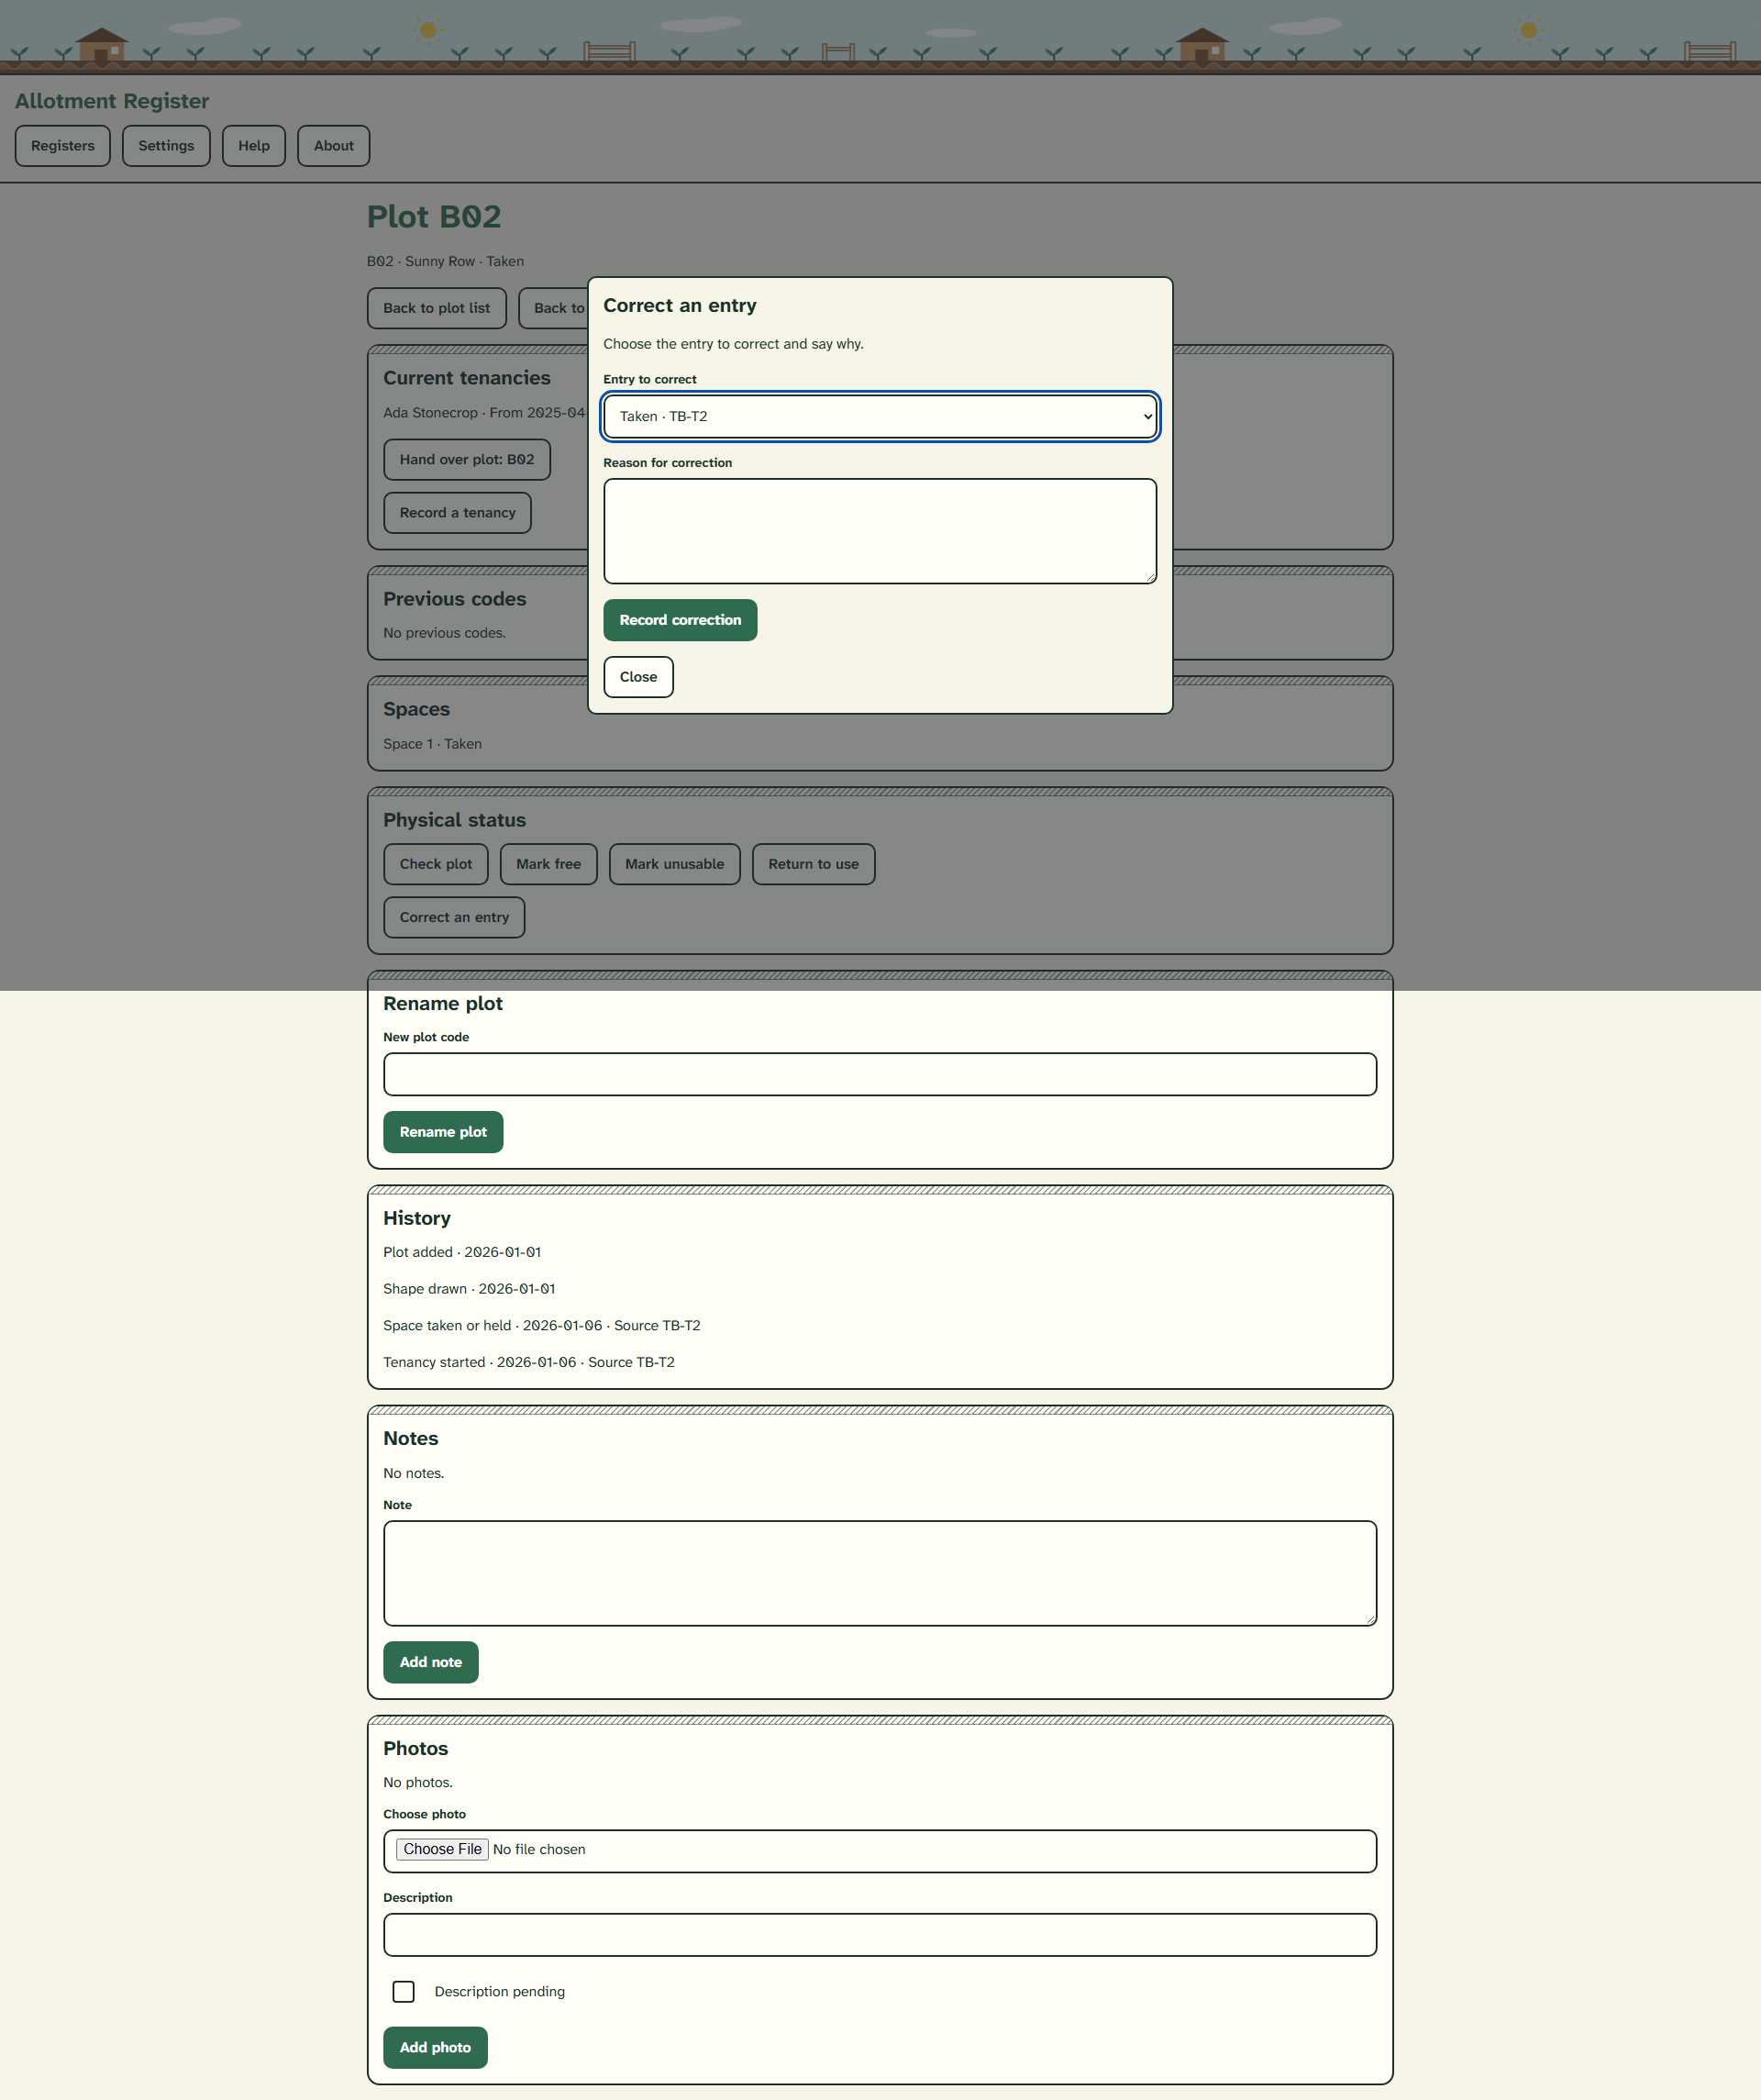 Allotment Register
Registers Settings Help About
Plot B02
B02 · Sunny Row · Taken
Back to plot list Back to
Current tenancies
Ada Stonecrop · From 2025-04-
Hand over plot: B02
Record a tenancy
Correct an entry
Choose the entry to correct and say why.
Entry to correct
Taken · TB-T2
Reason for correction
Record correction
Close
Previous codes
No previous codes.
Spaces
Space 1 · Taken
Physical status
Check plot Mark free Mark unusable Return to use
Correct an entry
Rename plot
New plot code
Rename plot
History
Plot added · 2026-01-01
Shape drawn · 2026-01-01
Space taken or held · 2026-01-06 · Source TB-T2
Tenancy started · 2026-01-06 · Source TB-T2
Notes
No notes.
Note
Add note
Photos
No photos.
Choose photo
Choose File No file chosen
Description
Description pending
Add photo